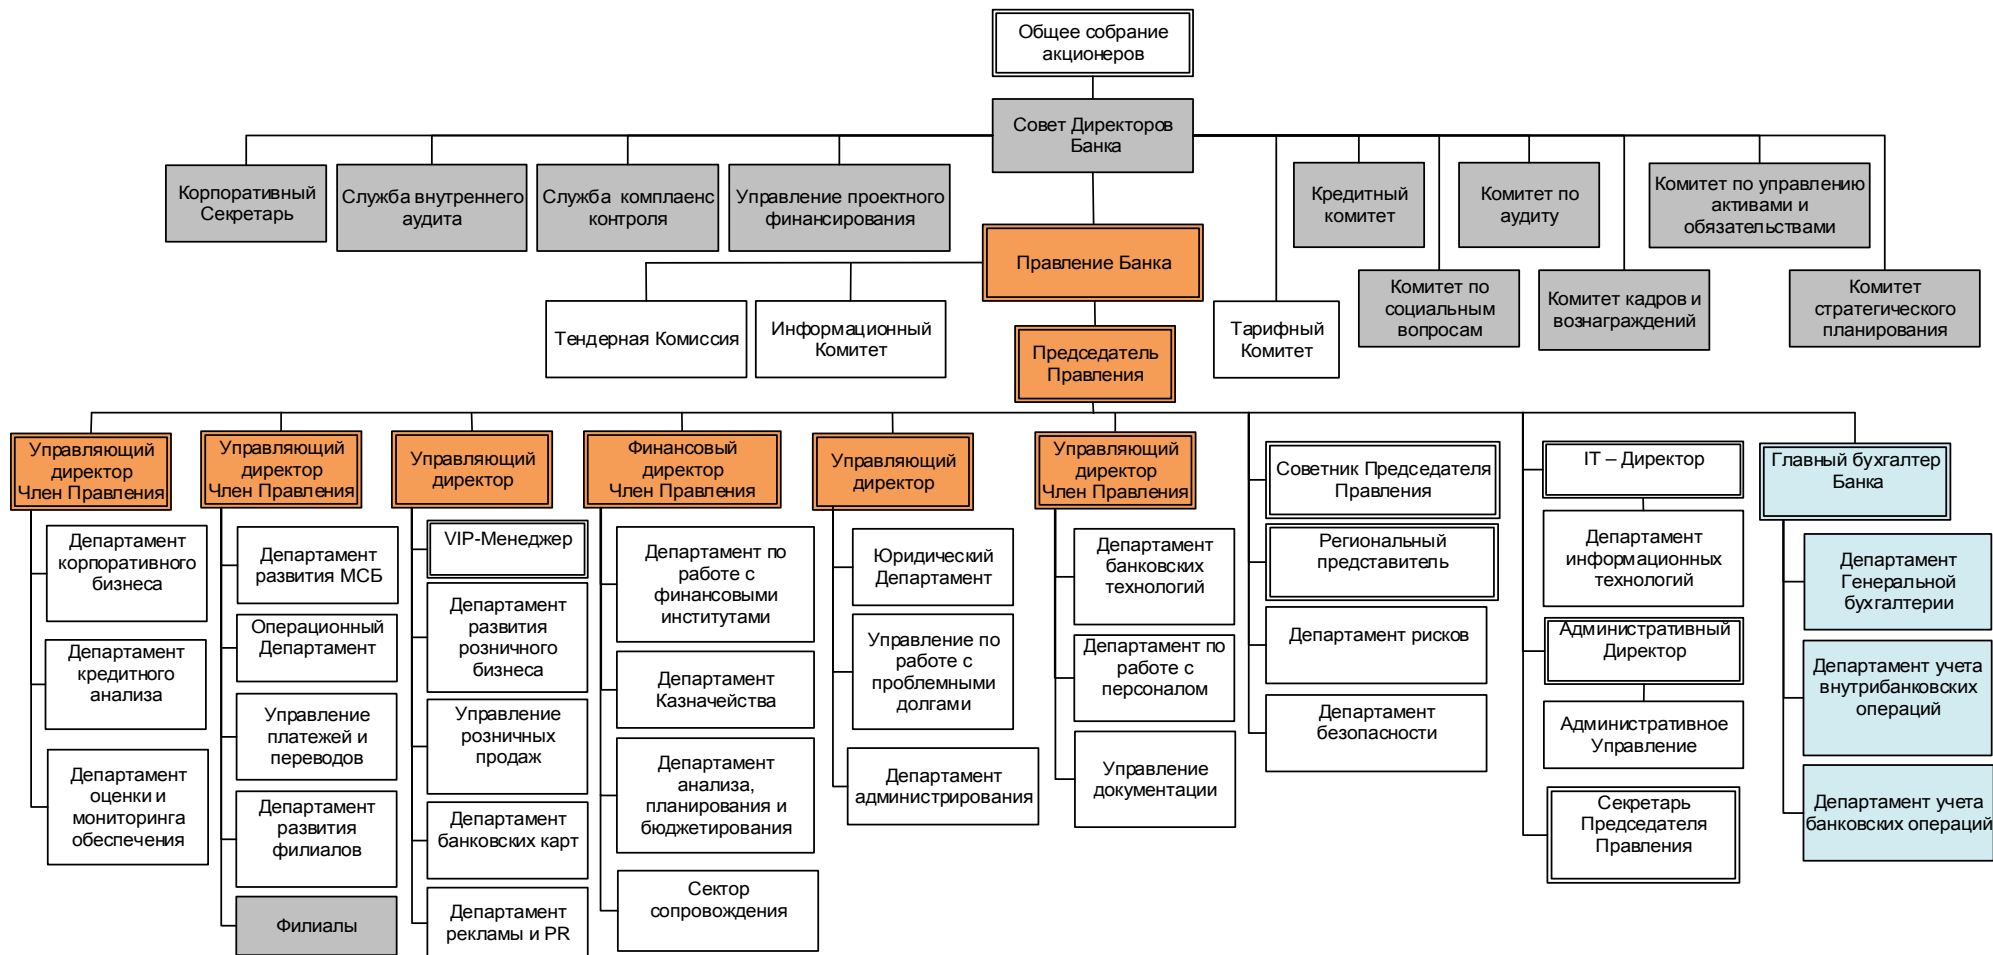 Общее собрание
акционеров
Совет Директоров
Банка
Корпоративный
Секретарь
Служба внутреннего
аудита
Служба комплаенс
контроля
Управление проектного
финансирования
Кредитный
комитет
Комитет по
аудиту
Комитет по управлению
активами и
обязательствами
Правление Банка
Тендерная Комиссия
Информационный
Комитет
Тарифный
Комитет
Комитет по
социальным
вопросам
Комитет кадров и
вознаграждений
Комитет
стратегического
планирования
Председатель
Правления
Управляющий
директор
Член Правления
Департамент
корпоративного
бизнеса
Департамент
кредитного
анализа
Департамент
оценки и
мониторинга
обеспечения
Управляющий
директор
Член Правления
Департамент
развития МСБ
Операционный
Департамент
Управление
платежей и
переводов
Департамент
развития
филиалов
Филиалы
Управляющий
директор
VIP-Менеджер
Департамент
развития
розничного
бизнеса
Управление
розничных
продаж
Департамент
банковских карт
Департамент
рекламы и PR
Финансовый
директор
Член Правления
Департамент по
работе с
финансовыми
институтами
Департамент
Казначейства
Департамент
анализа,
планирования и
бюджетирования
Сектор
сопровождения
Управляющий
директор
Юридический
Департамент
Управление по
работе с
проблемными
долгами
Департамент
администрирования
Управляющий
директор
Член Правления
Департамент
банковских
технологий
Департамент по
работе с
персоналом
Управление
документации
Советник Председателя
Правления
Региональный
представитель
Департамент рисков
Департамент
безопасности
IT – Директор
Департамент
информационных
технологий
Административный
Директор
Административное
Управление
Секретарь
Председателя
Правления
Главный бухгалтер
Банка
Департамент
Генеральной
бухгалтерии
Департамент учета
внутрибанковских
операций
Департамент учета
банковских операций